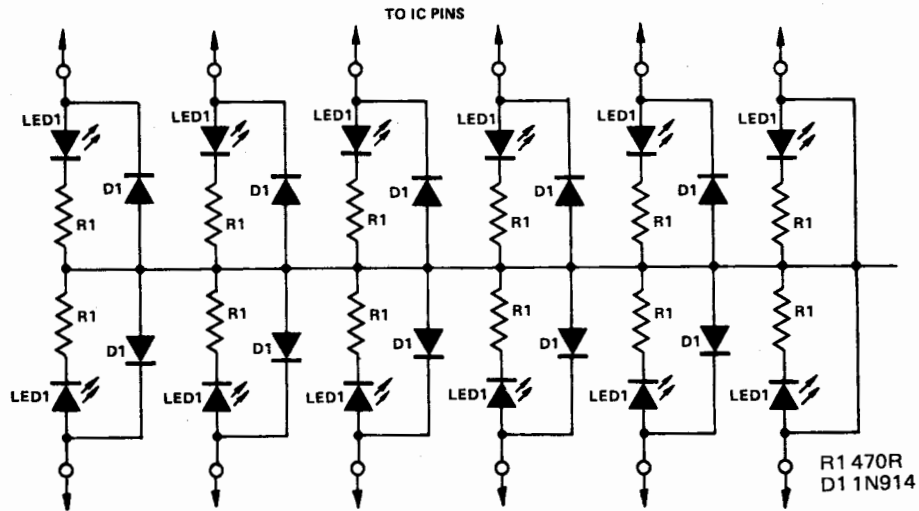 TO IC PINS
LED1 LED1 LED1 LED1 LED1 LED1
D1 D1 D1 D1 D1
R1 R1 R1 R1 R1 R1
R1 R1 R1 R1 R1 R1
D1 D1 D1 D1 D1
LED1 LED1 LED1 LED1 LED1 LED1
R1 470R
D1 1N914